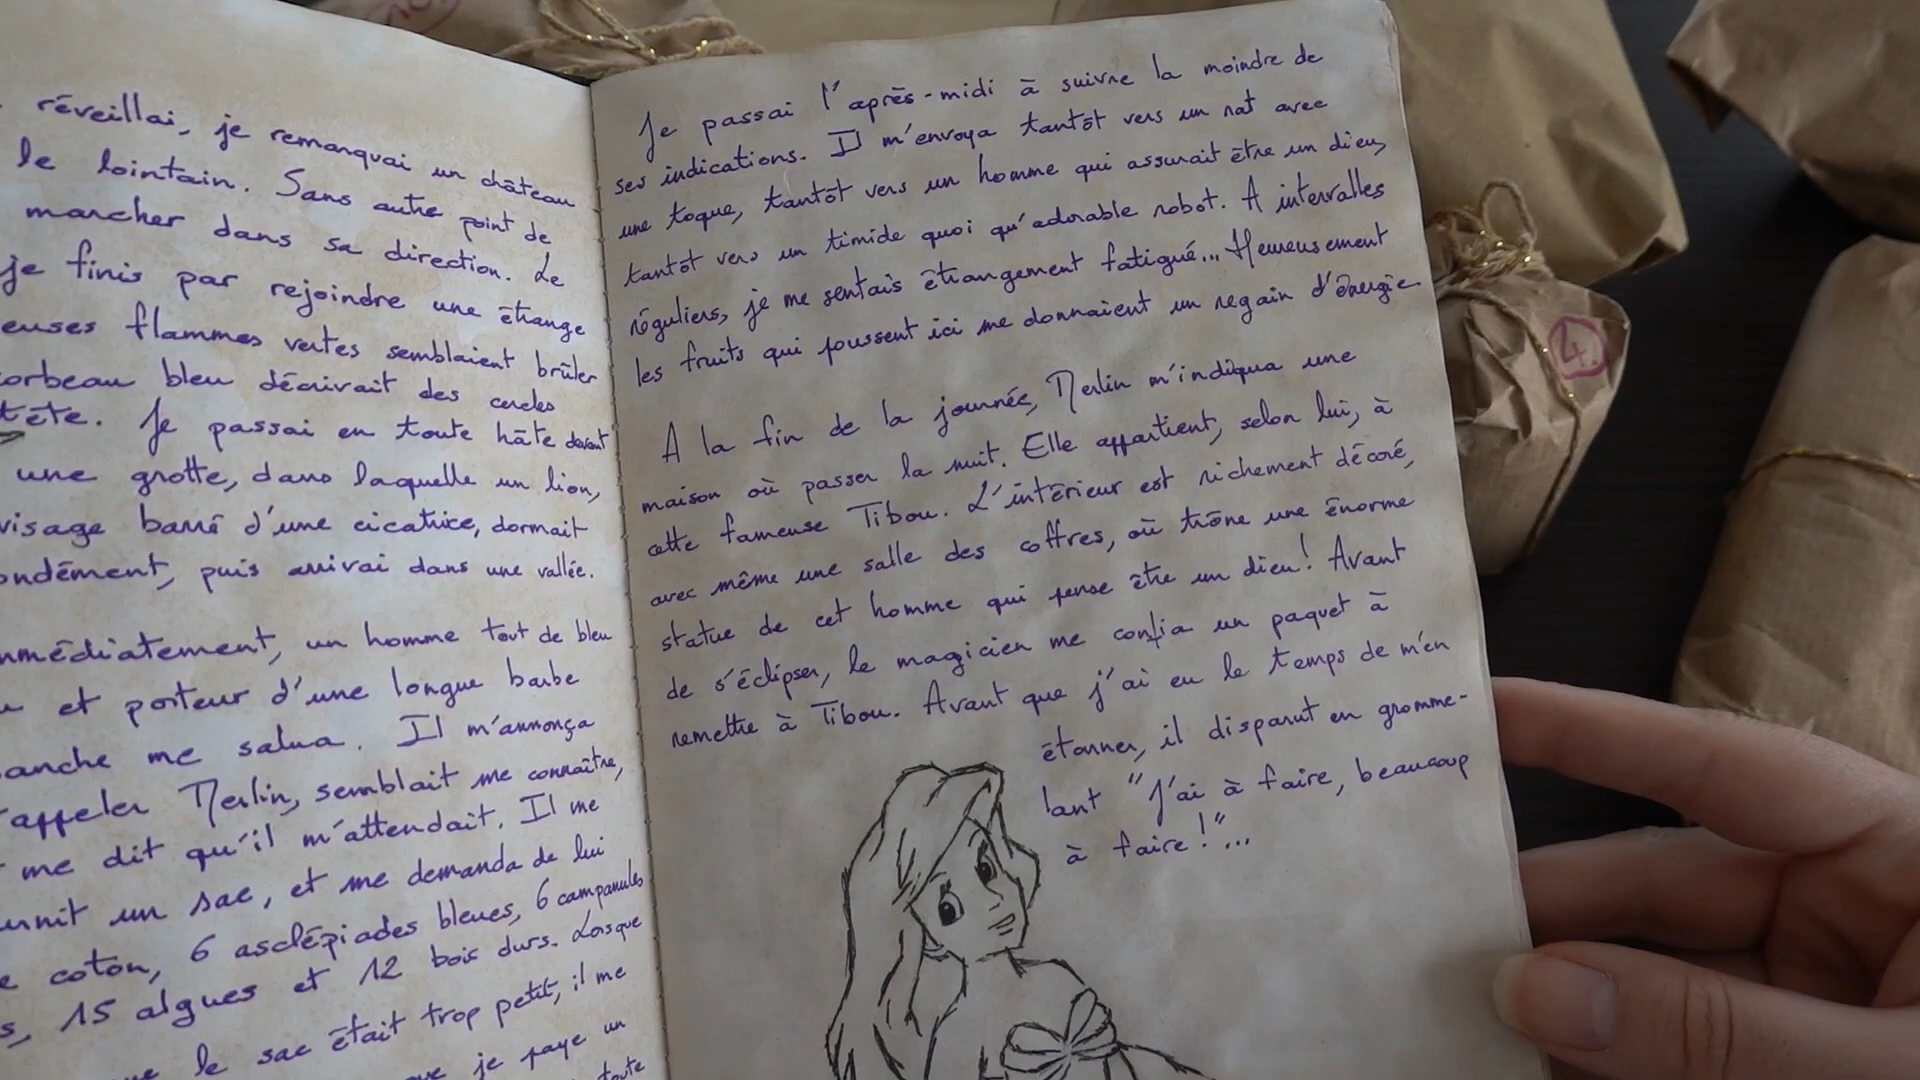 réveillai, je remarquai un château
le lointain. Sans autre point de
marcher dans sa direction. Le
je finis par rejoindre une étrange
euses flammes vertes semblaient brûler
corbeau bleu décrivait des cercles
tête. Je passai en toute hâte devant
une grotte, dans laquelle un lion,
visage barré d'une cicatrice, dormait
ondément, puis arrivai dans une vallée.
mmédiatement, un homme tout de bleu
et porteur d'une longue barbe
anche me salua. Il m'annonça
'appeler Merlin, semblait me connaître,
me dit qu'il m'attendait. Il me
urnit un sac, et me demanda de lui
coton, 6 asclépiades bleues, 6 campanules
s, 15 algues et 12 bois durs. Lorsque
le sac était trop petit, il me
je paye un
toute
Je passai l'après-midi à suivre la moindre de
ses indications. Il m'envoya tantôt vers un rat avec
une toque, tantôt vers un homme qui assurait être un dieu,
tantôt vers un timide quoi qu'adorable robot. A intervalles
réguliers, je me sentais étrangement fatigué... Heureusement
les fruits qui poussent ici me donnaient un regain d'énergie
A la fin de la journée, Merlin m'indiqua une
maison où passer la nuit. Elle appartient, selon lui, à
cette fameuse Tibou. L'intérieur est richement décoré,
avec même une salle des coffres, où trône une énorme
statue de cet homme qui pense être un dieu! Avant
de s'éclipser, le magicien me confia un paquet à
remettre à Tibou. Avant que j'ai eu le temps de m'en
étonner, il disparut en gromme-
lant "J'ai à faire, beaucoup
à faire!"...
4.